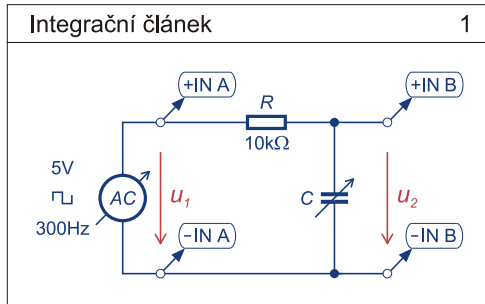 Integrační článek 1
+IN A +IN B
R
10kΩ
5V
AC u₁ C u₂
300Hz
−IN A −IN B